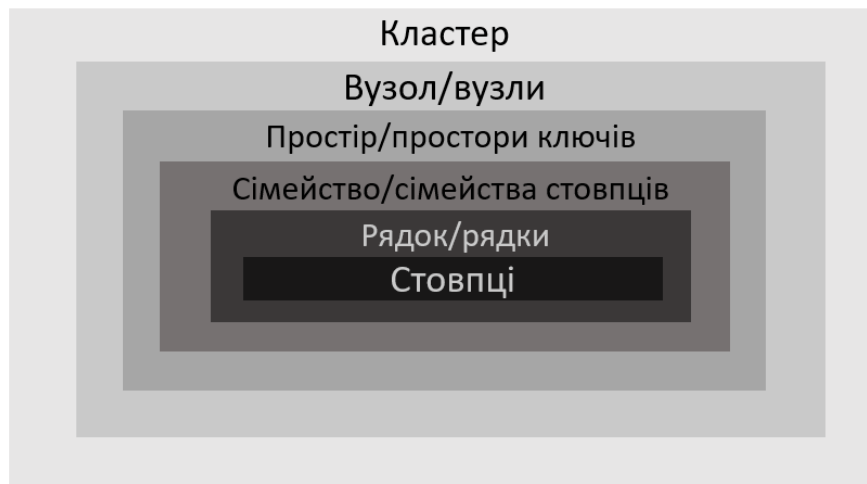 Кластер
Вузол/вузли
Простір/простори ключів
Сімейство/сімейства стовпців
Рядок/рядки
Стовпці